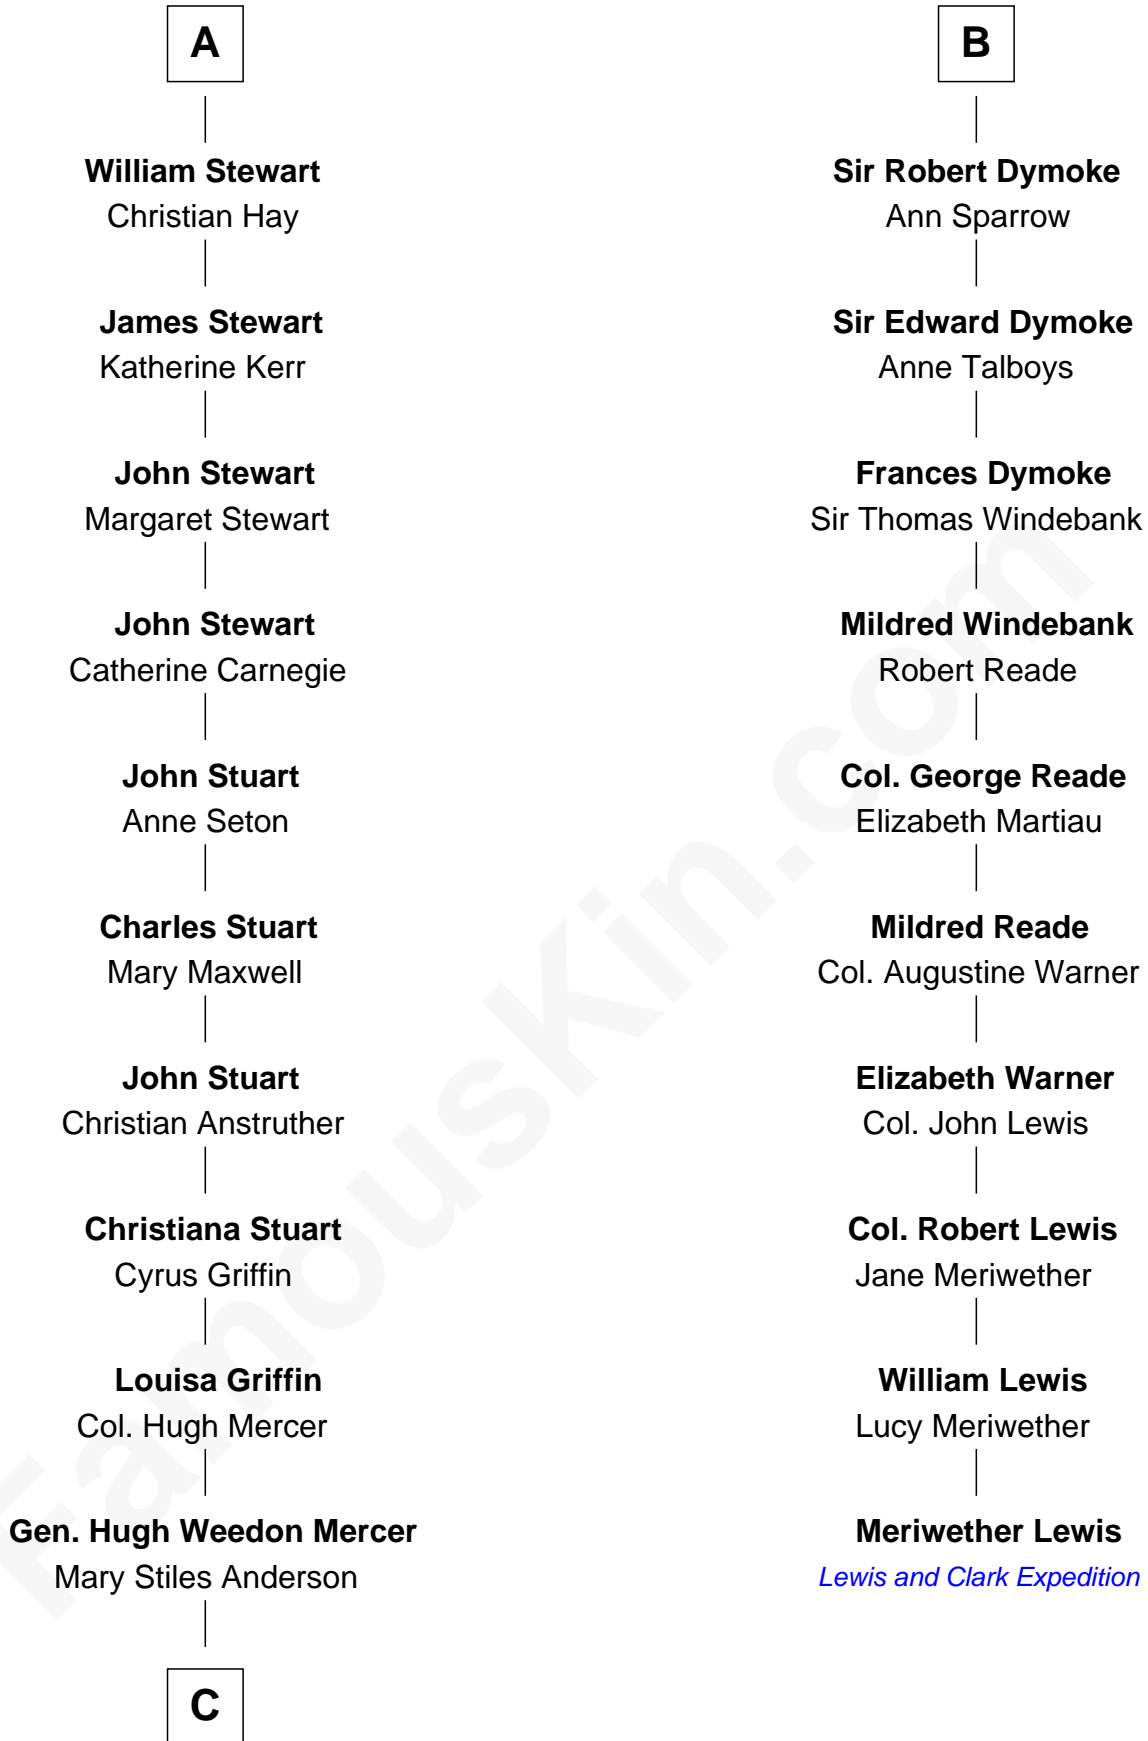 A
William Stewart
Christian Hay
James Stewart
Katherine Kerr
John Stewart
Margaret Stewart
John Stewart
Catherine Carnegie
John Stuart
Anne Seton
Charles Stuart
Mary Maxwell
John Stuart
Christian Anstruther
Christiana Stuart
Cyrus Griffin
Louisa Griffin
Col. Hugh Mercer
Gen. Hugh Weedon Mercer
Mary Stiles Anderson
C
B
Sir Robert Dymoke
Ann Sparrow
Sir Edward Dymoke
Anne Talboys
Frances Dymoke
Sir Thomas Windebank
Mildred Windebank
Robert Reade
Col. George Reade
Elizabeth Martiau
Mildred Reade
Col. Augustine Warner
Elizabeth Warner
Col. John Lewis
Col. Robert Lewis
Jane Meriwether
William Lewis
Lucy Meriwether
Meriwether Lewis
Lewis and Clark Expedition
FamousKin.com